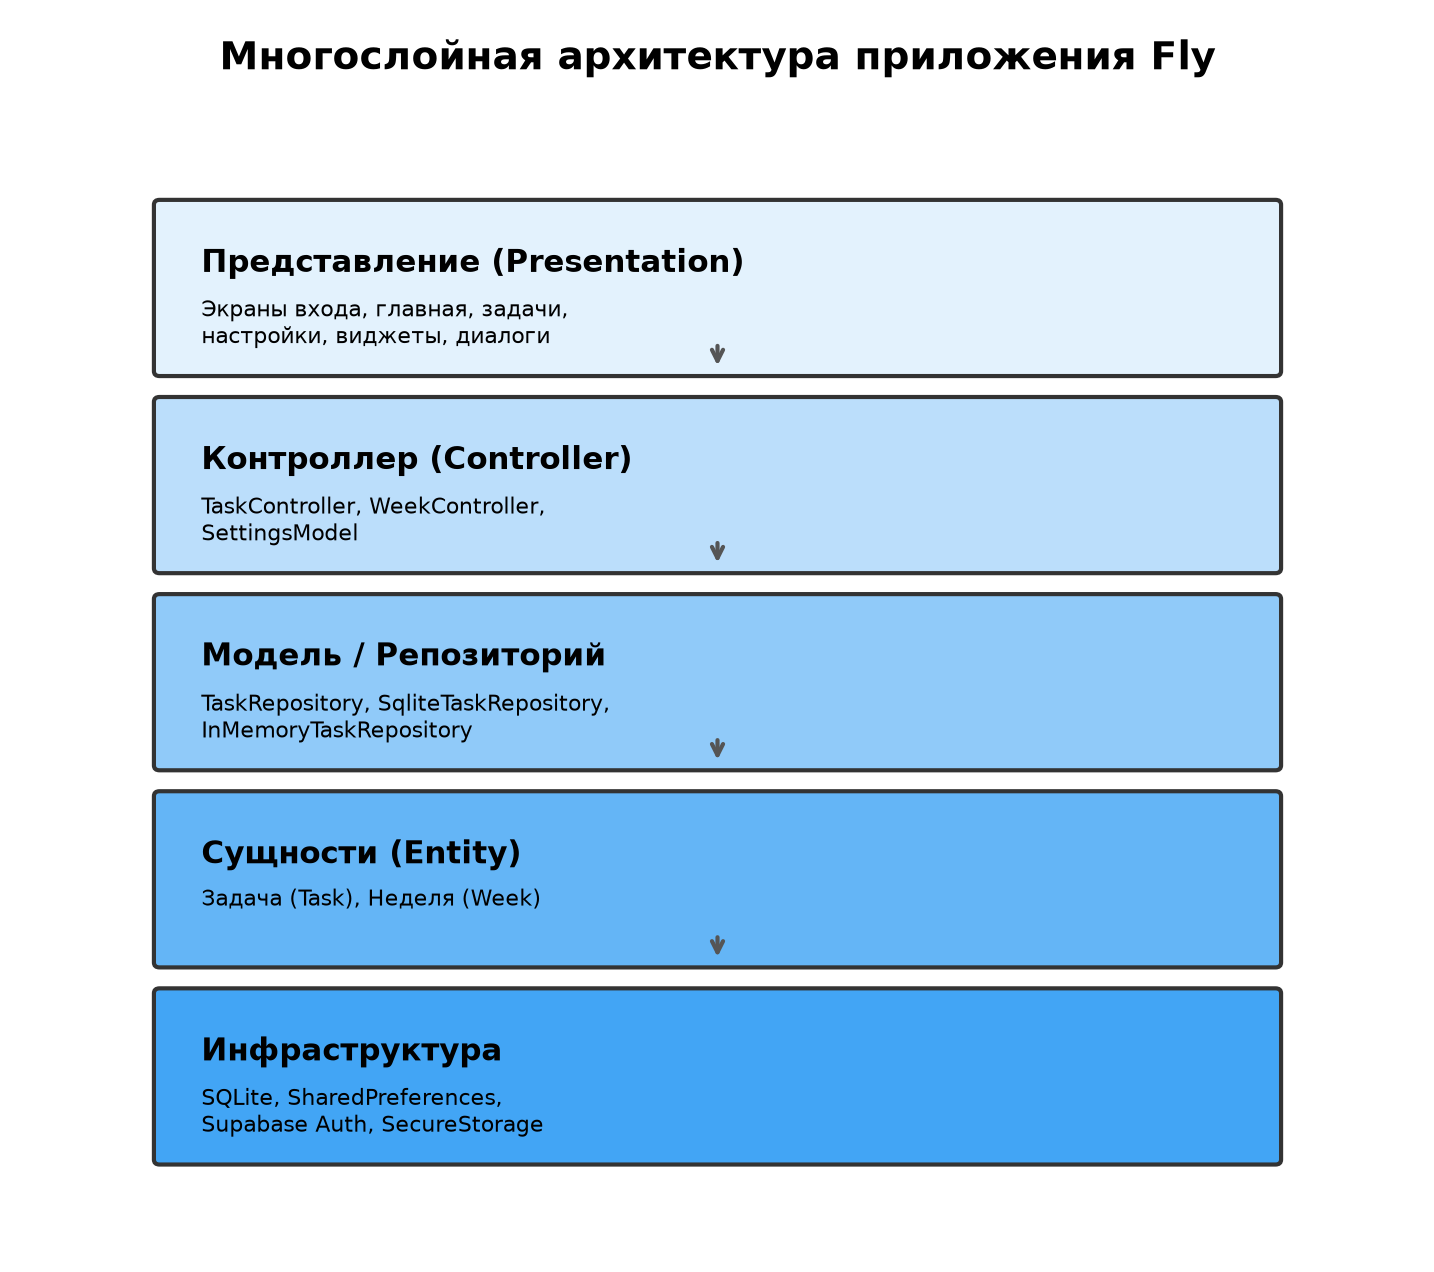 Многослойная архитектура приложения Fly
Представление (Presentation)
Экраны входа, главная, задачи,
настройки, виджеты, диалоги
Контроллер (Controller)
TaskController, WeekController,
SettingsModel
Модель / Репозиторий
TaskRepository, SqliteTaskRepository,
InMemoryTaskRepository
Сущности (Entity)
Задача (Task), Неделя (Week)
Инфраструктура
SQLite, SharedPreferences,
Supabase Auth, SecureStorage